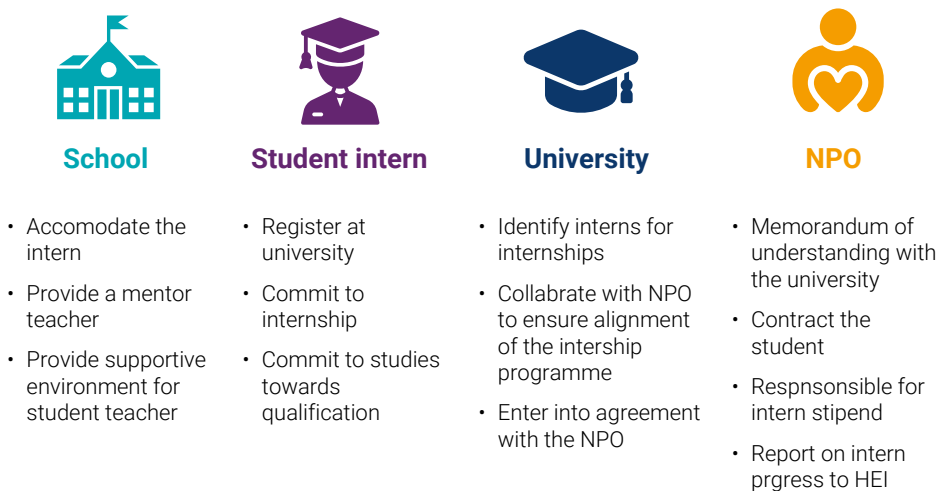 School
Accomodate the
intern
Provide a mentor
teacher
Provide supportive
environment for
student teacher
Student intern
Register at
university
Commit to
internship
Commit to studies
towards
qualification
University
Identify interns for
internships
Collabrate with NPO
to ensure alignment
of the intership
programme
Enter into agreement
with the NPO
NPO
Memorandum of
understanding with
the university
Contract the
student
Respnsonsible for
intern stipend
Report on intern
prgress to HEI